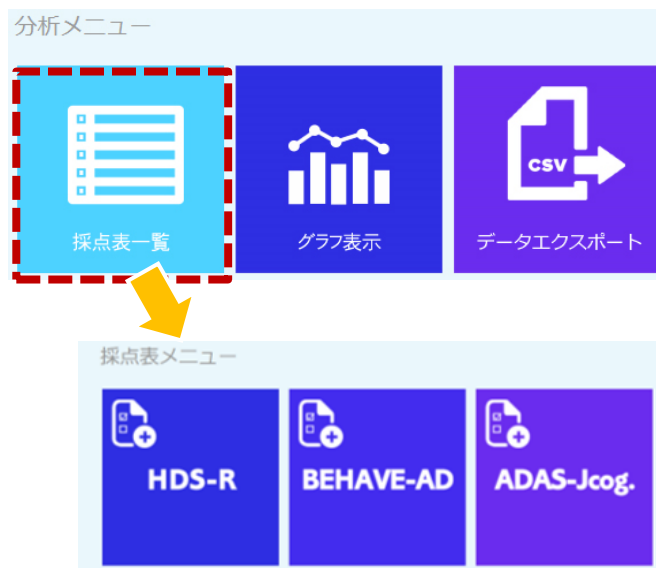 分析メニュー
採点表一覧
グラフ表示
CSV
データエクスポート
採点表メニュー
HDS-R
BEHAVE-AD
ADAS-Jcog.